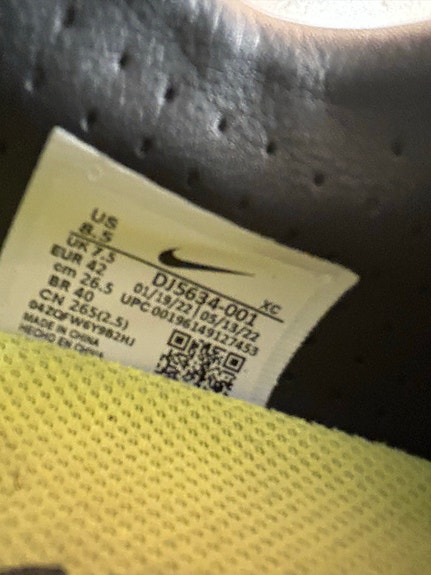 US
8.5
UK 7.5
EUR 42
cm 26.5
BR 40
CN 265(2.5)
04ZQFW6Y9B2HJ
MADE IN CHINA
HECHO EN CHINA
DJ5634-001 XC
01/19/22 05/13/22
UPC 00196149127453